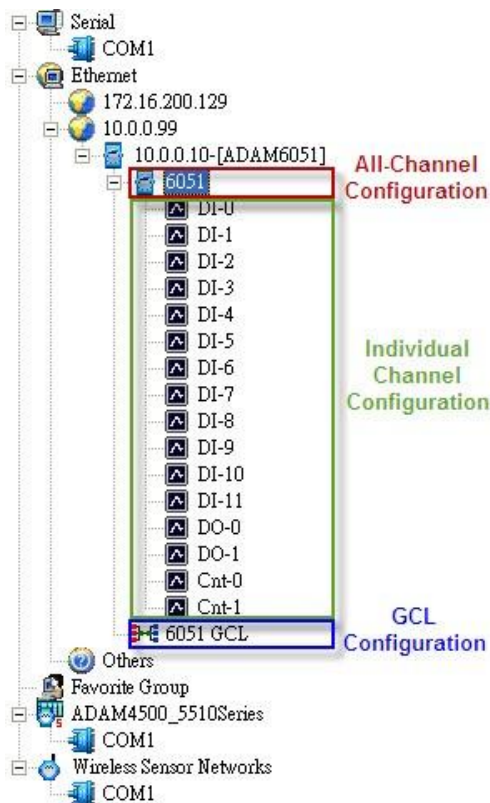 Serial
COM1
Ethernet
172.16.200.129
10.0.0.99
10.0.0.10-[ADAM6051]
6051
All-Channel
Configuration
DI-0
DI-1
DI-2
DI-3
DI-4
DI-5
DI-6
DI-7
DI-8
DI-9
DI-10
DI-11
DO-0
DO-1
Cnt-0
Cnt-1
Individual
Channel
Configuration
6051 GCL
GCL
Configuration
Others
Favorite Group
ADAM4500_5510Series
COM1
Wireless Sensor Networks
COM1